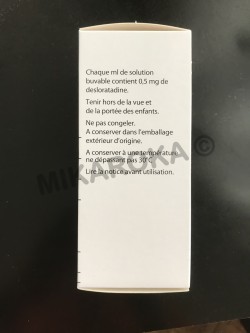 Chaque ml de solution
buvable contient 0,5 mg de
desloratadine.
Tenir hors de la vue et
de la portée des enfants.
Ne pas congeler.
A conserver dans l'emballage
extérieur d'origine.
A conserver à une température
ne dépassant pas 30°C
Lire la notice avant utilisation.
MIKAROKA ©